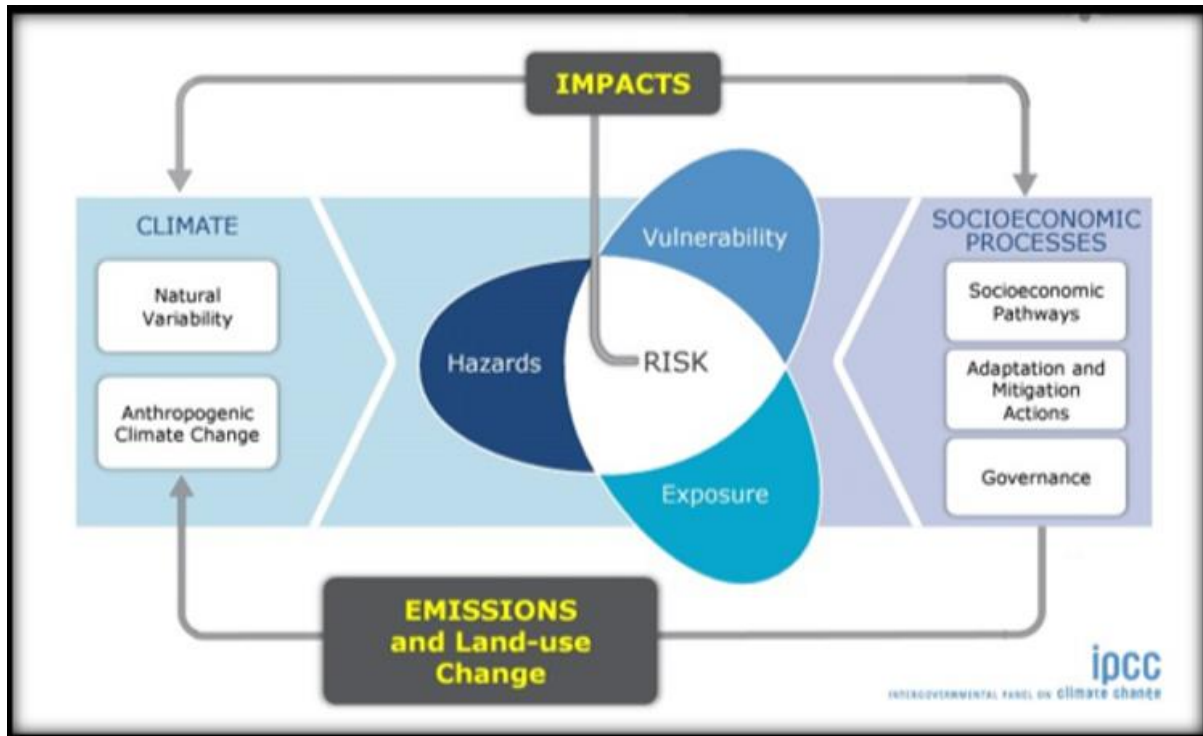 IMPACTS
CLIMATE
Natural
Variability
Anthropogenic
Climate Change
Vulnerability
Hazards
RISK
Exposure
SOCIOECONOMIC
PROCESSES
Socioeconomic
Pathways
Adaptation and
Mitigation
Actions
Governance
EMISSIONS
and Land-use
Change
ipcc
INTERGOVERNMENTAL PANEL ON climate change